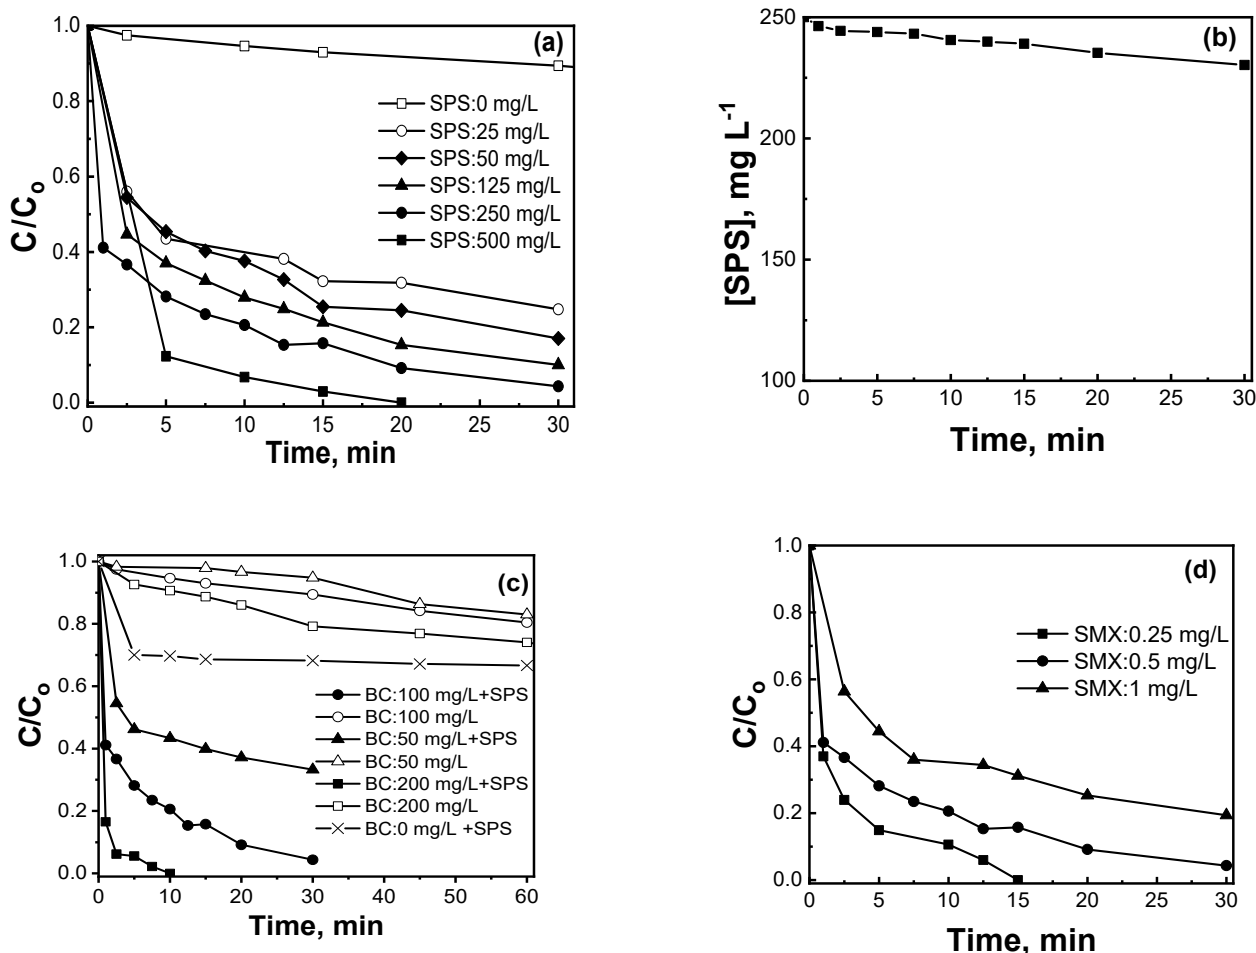 (a)
1.0
0.8
0.6
0.4
0.2
0.0
C/Co
SPS:0 mg/L
SPS:25 mg/L
SPS:50 mg/L
SPS:125 mg/L
SPS:250 mg/L
SPS:500 mg/L
0 5 10 15 20 25 30
Time, min
(b)
250
200
150
100
[SPS], mg L-1
0 5 10 15 20 25 30
Time, min
(c)
1.0
0.8
0.6
0.4
0.2
0.0
C/Co
BC:100 mg/L+SPS
BC:100 mg/L
BC:50 mg/L+SPS
BC:50 mg/L
BC:200 mg/L+SPS
BC:200 mg/L
BC:0 mg/L +SPS
0 10 20 30 40 50 60
Time, min
(d)
1.0
0.8
0.6
0.4
0.2
0.0
C/Co
SMX:0.25 mg/L
SMX:0.5 mg/L
SMX:1 mg/L
0 5 10 15 20 25 30
Time, min